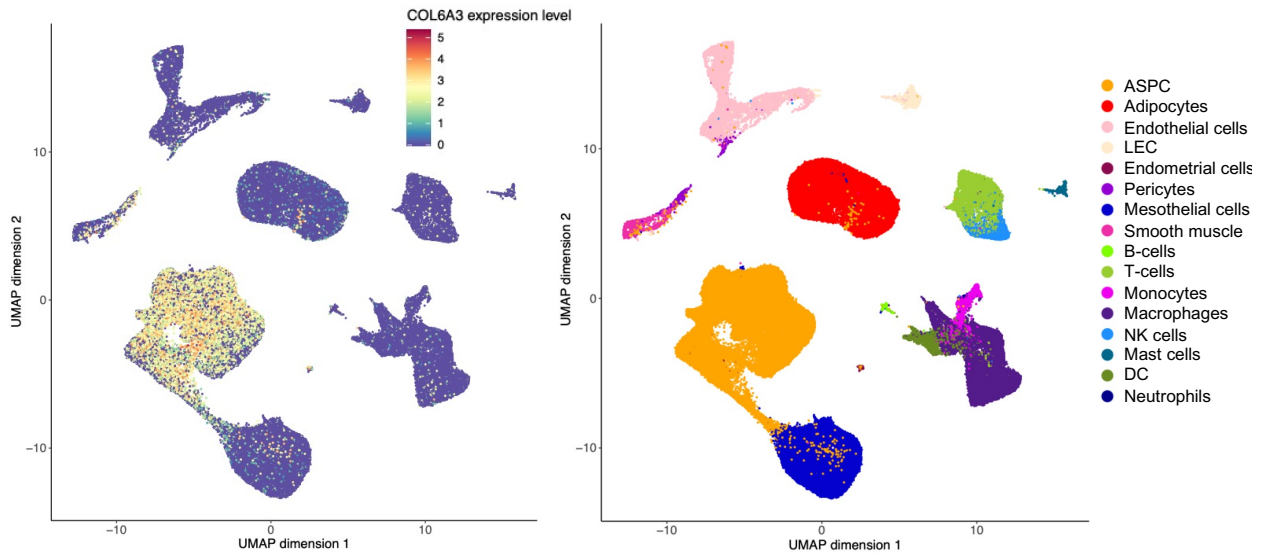 COL6A3 expression level
5
4
3
2
1
0
10
0
−10
UMAP dimension 2
−10
0
10
UMAP dimension 1
10
0
−10
UMAP dimension 2
−10
0
10
UMAP dimension 1
ASPC
Adipocytes
Endothelial cells
LEC
Endometrial cells
Pericytes
Mesothelial cells
Smooth muscle
B-cells
T-cells
Monocytes
Macrophages
NK cells
Mast cells
DC
Neutrophils